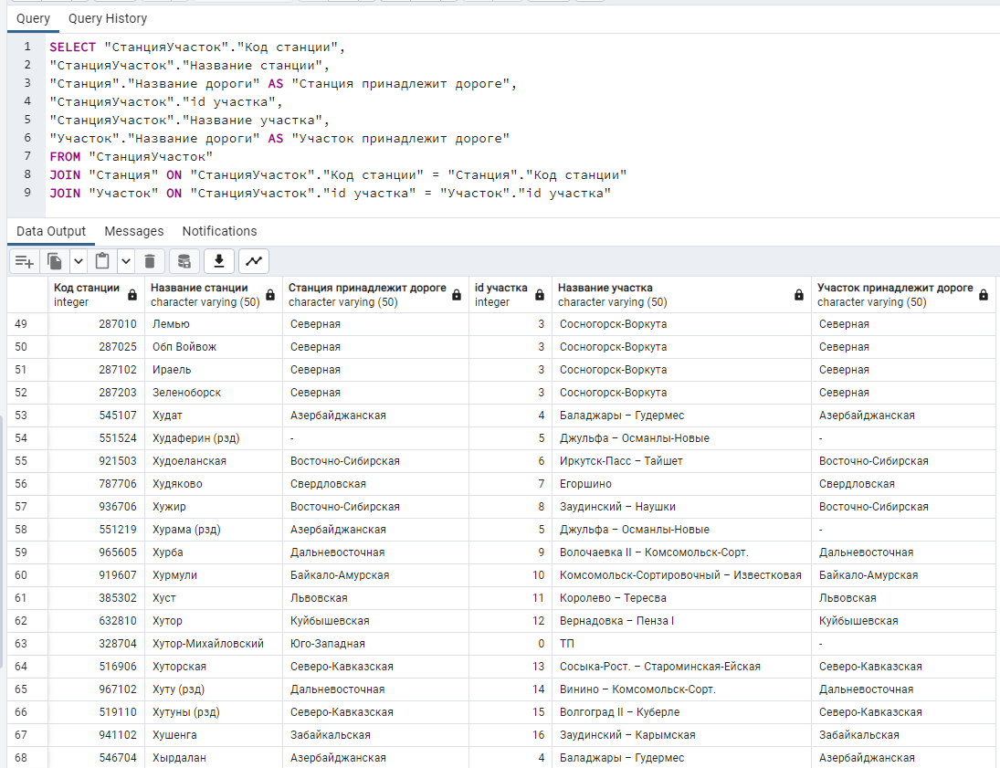 Query Query History
1 SELECT "СтанцияУчасток"."Код станции",
2 "СтанцияУчасток"."Название станции",
3 "Станция"."Название дороги" AS "Станция принадлежит дороге",
4 "СтанцияУчасток"."id участка",
5 "СтанцияУчасток"."Название участка",
6 "Участок"."Название дороги" AS "Участок принадлежит дороге"
7 FROM "СтанцияУчасток"
8 JOIN "Станция" ON "СтанцияУчасток"."Код станции" = "Станция"."Код станции"
9 JOIN "Участок" ON "СтанцияУчасток"."id участка" = "Участок"."id участка"
Data Output Messages Notifications
Код станции Название станции Станция принадлежит дороге id участка Название участка Участок принадлежит дороге
integer character varying (50) character varying (50) integer character varying (50) character varying (50)
49 287010 Лемью Северная 3 Сосногорск-Воркута Северная
50 287025 Обп Войвож Северная 3 Сосногорск-Воркута Северная
51 287102 Ираель Северная 3 Сосногорск-Воркута Северная
52 287203 Зеленоборск Северная 3 Сосногорск-Воркута Северная
53 545107 Худат Азербайджанская 4 Баладжары – Гудермес Азербайджанская
54 551524 Худаферин (рзд) - 5 Джульфа – Османлы-Новые -
55 921503 Худоеланская Восточно-Сибирская 6 Иркутск-Пасс – Тайшет Восточно-Сибирская
56 787706 Худяково Свердловская 7 Егоршино Свердловская
57 936706 Хужир Восточно-Сибирская 8 Заудинский – Наушки Восточно-Сибирская
58 551219 Хурама (рзд) Азербайджанская 5 Джульфа – Османлы-Новые -
59 965605 Хурба Дальневосточная 9 Волочаевка II – Комсомольск-Сорт. Дальневосточная
60 919607 Хурмули Байкало-Амурская 10 Комсомольск-Сортировочный – Известковая Байкало-Амурская
61 385302 Хуст Львовская 11 Королево – Тересва Львовская
62 632810 Хутор Куйбышевская 12 Вернадовка – Пенза I Куйбышевская
63 328704 Хутор-Михайловский Юго-Западная 0 ТП -
64 516906 Хуторская Северо-Кавказская 13 Сосыка-Рост. – Староминская-Ейская Северо-Кавказская
65 967102 Хуту (рзд) Дальневосточная 14 Винино – Комсомольск-Сорт. Дальневосточная
66 519110 Хутуны (рзд) Северо-Кавказская 15 Волгоград II – Куберле Северо-Кавказская
67 941102 Хушенга Забайкальская 16 Заудинский – Карымская Забайкальская
68 546704 Хырдалан Азербайджанская 4 Баладжары – Гудермес Азербайджанская